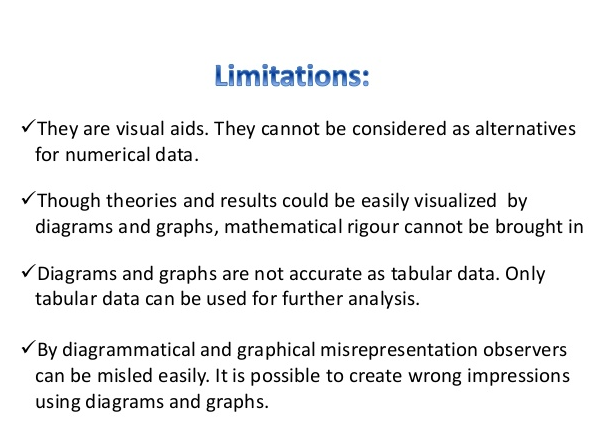 Limitations:
✓They are visual aids. They cannot be considered as alternatives
for numerical data.
✓Though theories and results could be easily visualized by
diagrams and graphs, mathematical rigour cannot be brought in
✓Diagrams and graphs are not accurate as tabular data. Only
tabular data can be used for further analysis.
✓By diagrammatical and graphical misrepresentation observers
can be misled easily. It is possible to create wrong impressions
using diagrams and graphs.